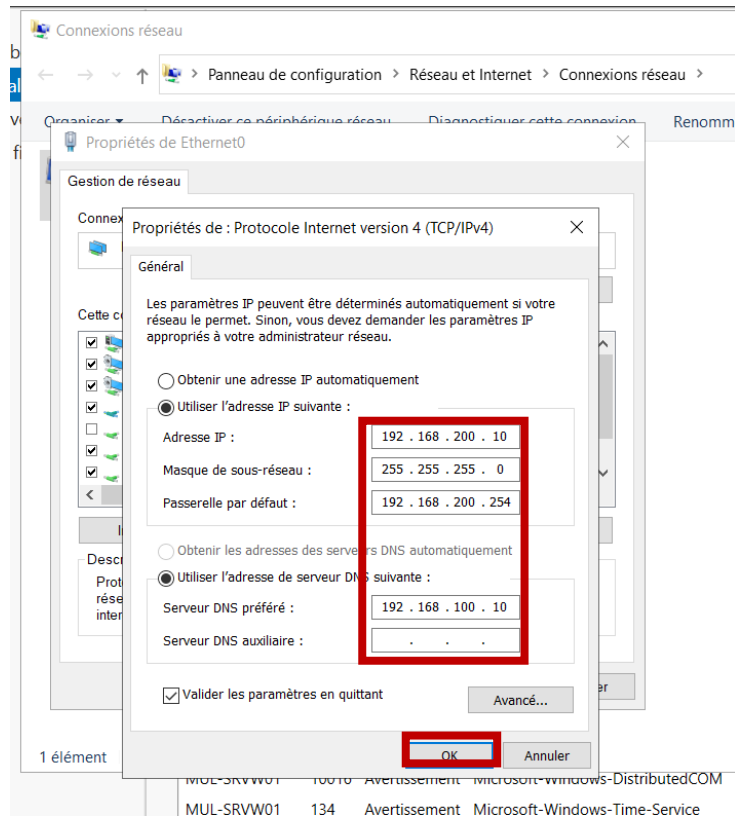 Connexions réseau
Panneau de configuration > Réseau et Internet > Connexions réseau >
Organiser Désactiver ce périphérique réseau Diagnostiquer cette connexion Renomm
Propriétés de Ethernet0
Gestion de réseau
Connex
Propriétés de : Protocole Internet version 4 (TCP/IPv4)
Général
Les paramètres IP peuvent être déterminés automatiquement si votre
réseau le permet. Sinon, vous devez demander les paramètres IP
appropriés à votre administrateur réseau.
Cette co
Obtenir une adresse IP automatiquement
Utiliser l'adresse IP suivante :
Adresse IP : 192 . 168 . 200 . 10
Masque de sous-réseau : 255 . 255 . 255 . 0
Passerelle par défaut : 192 . 168 . 200 . 254
Obtenir les adresses des serveurs DNS automatiquement
Utiliser l'adresse de serveur DNS suivante :
Descr
Prot
rése
inter
Serveur DNS préféré : 192 . 168 . 100 . 10
Serveur DNS auxiliaire : . . .
Valider les paramètres en quittant
Avancé...
er
OK Annuler
1 élément
MUL-SRVW01 10016 Avertissement Microsoft-Windows-DistributedCOM
MUL-SRVW01 134 Avertissement Microsoft-Windows-Time-Service